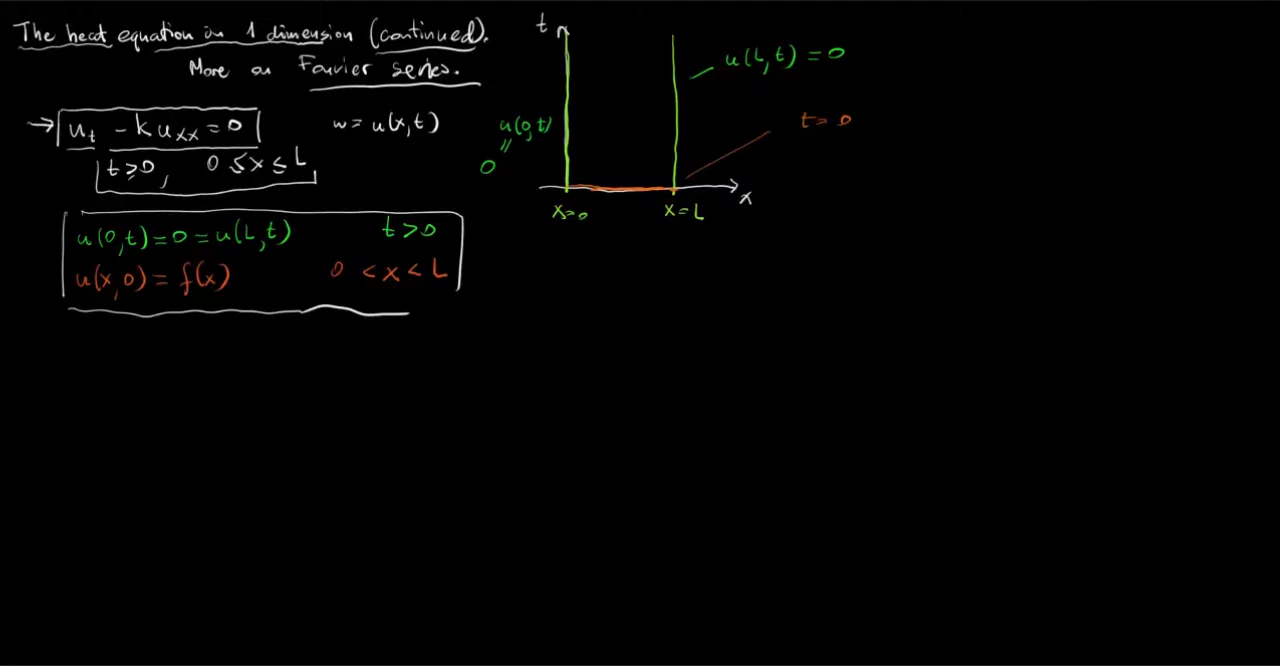 The heat equation in 1 dimension (continued).
More on Fourier series.
→ u_t - k u_xx = 0
w = u(x,t)
t ≥ 0, 0 ≤ x ≤ L
u(0,t) = 0 = u(L,t) t > 0
u(x,0) = f(x) 0 < x < L
t
u(L,t) = 0
u(0,t)
=
0
t = 0
x
x=0
x=L